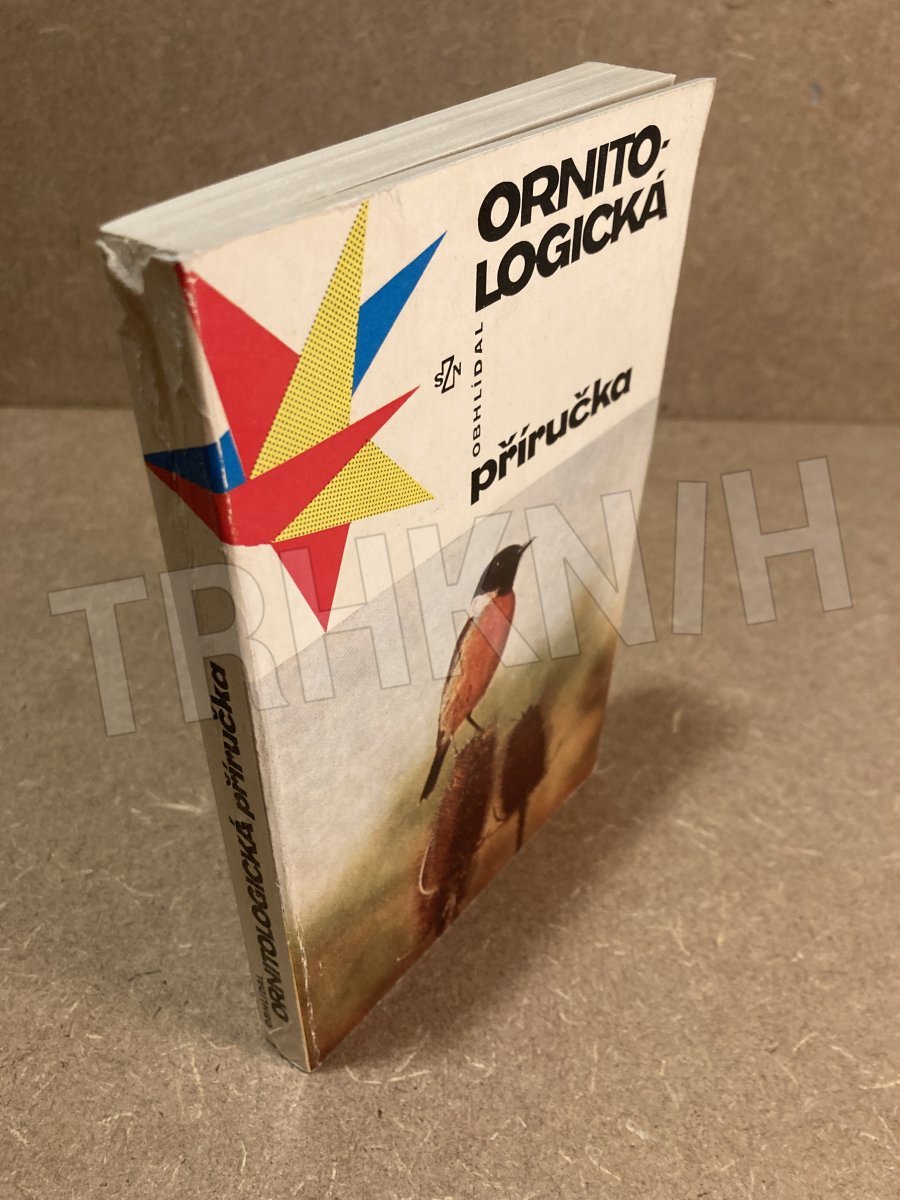 ORNITO-
LOGICKÁ
OBHLÍDAL
SZN
příručka
OBHLÍDAL
ORNITOLOGICKÁ příručka
TRHKNIH